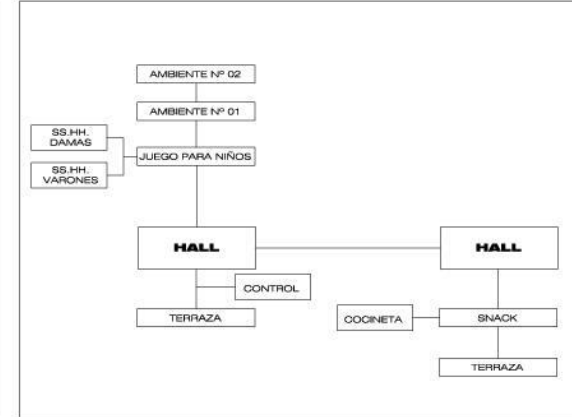 AMBIENTE Nº 02
AMBIENTE Nº 01
SS.HH.
DAMAS
JUEGO PARA NIÑOS
SS.HH.
VARONES
HALL
HALL
CONTROL
TERRAZA
COCINETA
SNACK
TERRAZA